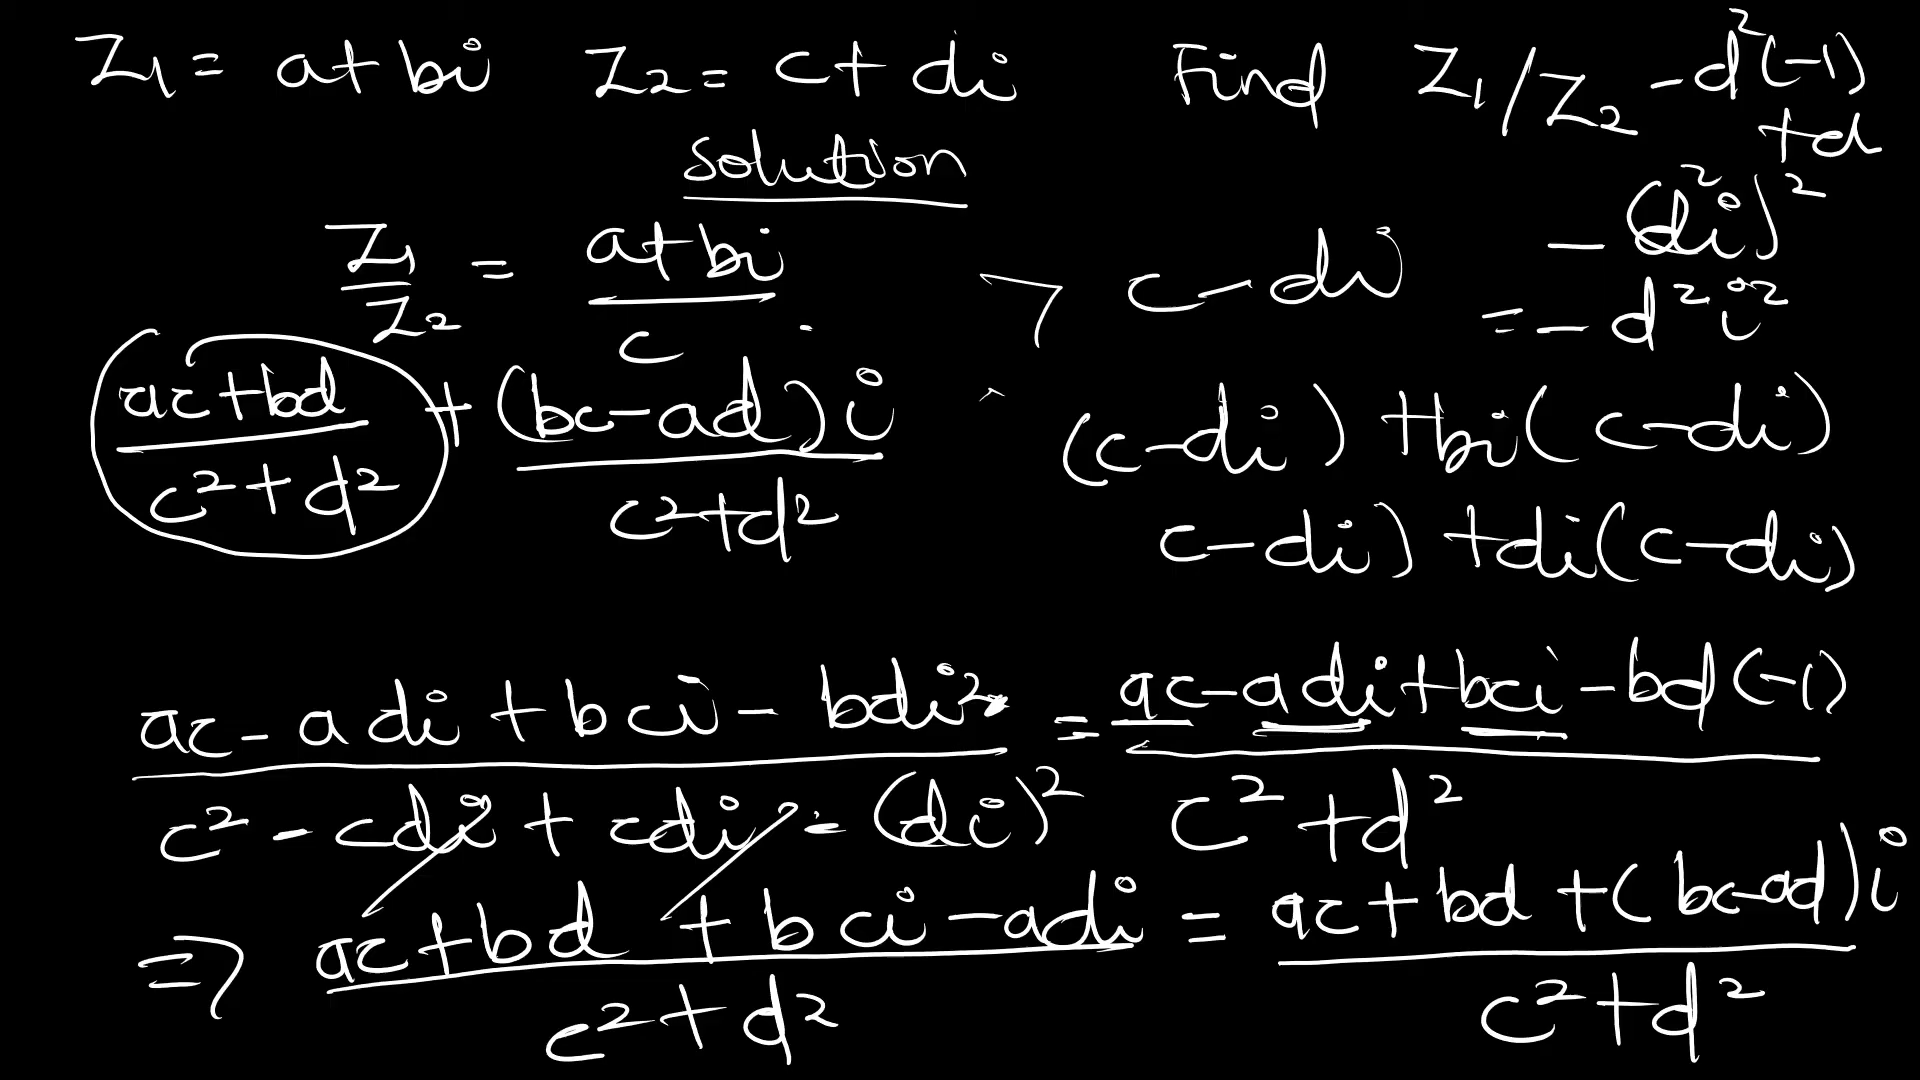 Z₁ = a+bi Z₂ = c+di Find Z₁/Z₂ -d²(-1)
+d
Solution
-(d²i)²
Z₁/Z₂ = (a+bi)/c c-di
= -d²i²
(ac+bd)/(c²+d²) + (bc-ad)i/(c²+d²)
(c-di)+bi(c-di)
c-di)+di(c-di)
(ac-adi+bci-bdi²)/(c²-cdi+cdi-(di)²) = (ac-adi+bci-bd(-1))/(c²+d²)
⇒ (ac+bd+bci-adi)/(c²+d²) = (ac+bd+(bc-ad)i)/(c²+d²)